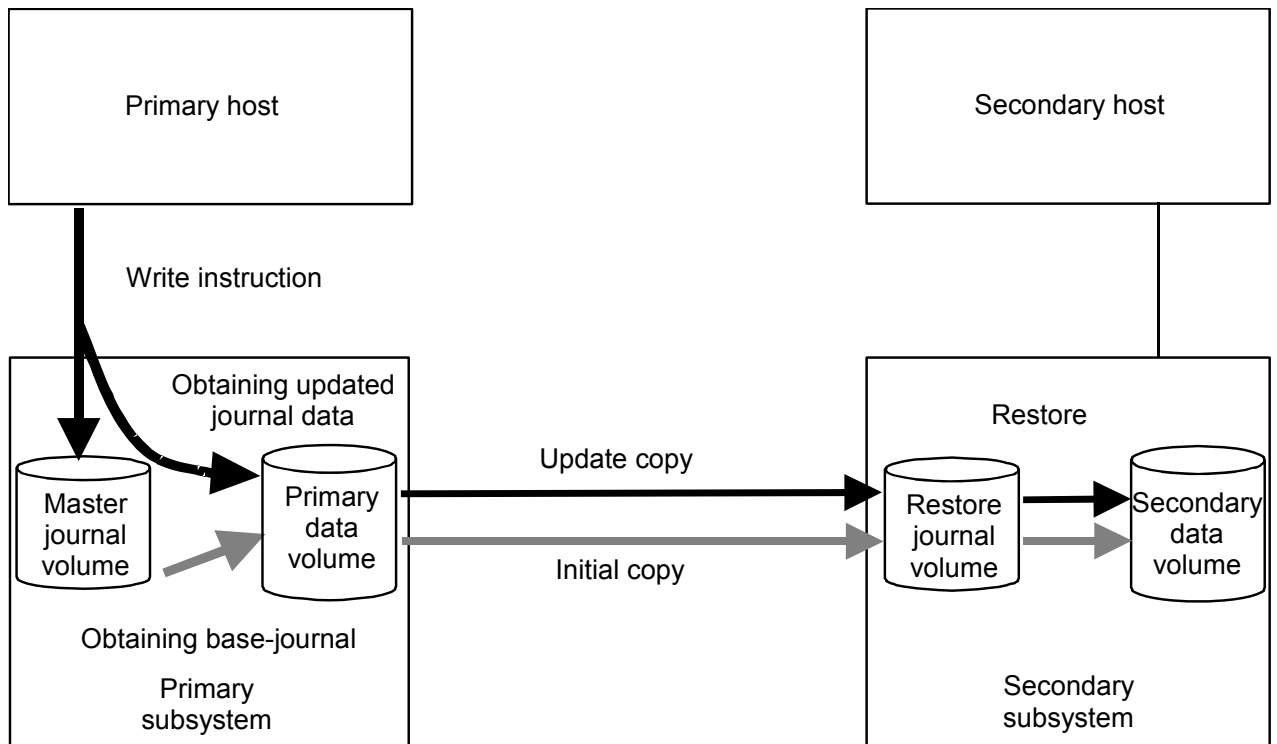 Primary host
Secondary host
Write instruction
Obtaining updated
journal data
Restore
Update copy
Master
journal
volume
Primary
data
volume
Restore
journal
volume
Secondary
data
volume
Initial copy
Obtaining base-journal
Primary
subsystem
Secondary
subsystem